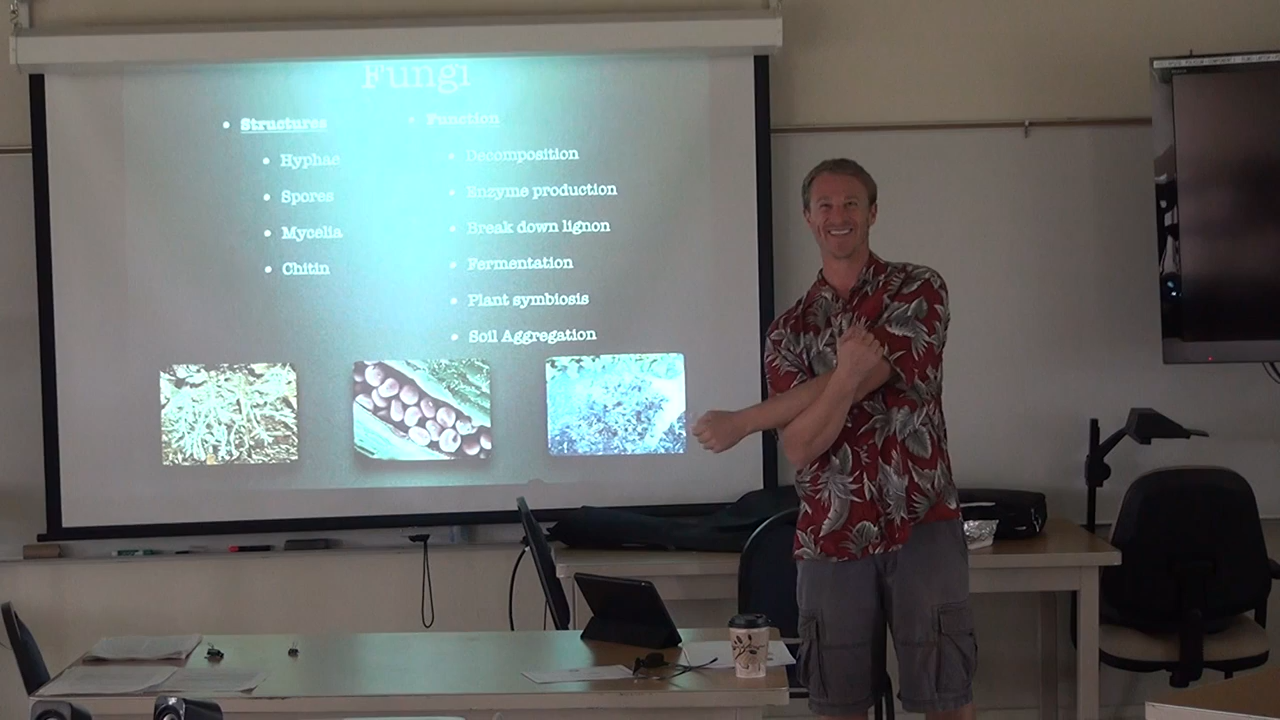 Fungi
Structures
Hyphae
Spores
Mycelia
Chitin
Function
Decomposition
Enzyme production
Break down lignon
Fermentation
Plant symbiosis
Soil Aggregation